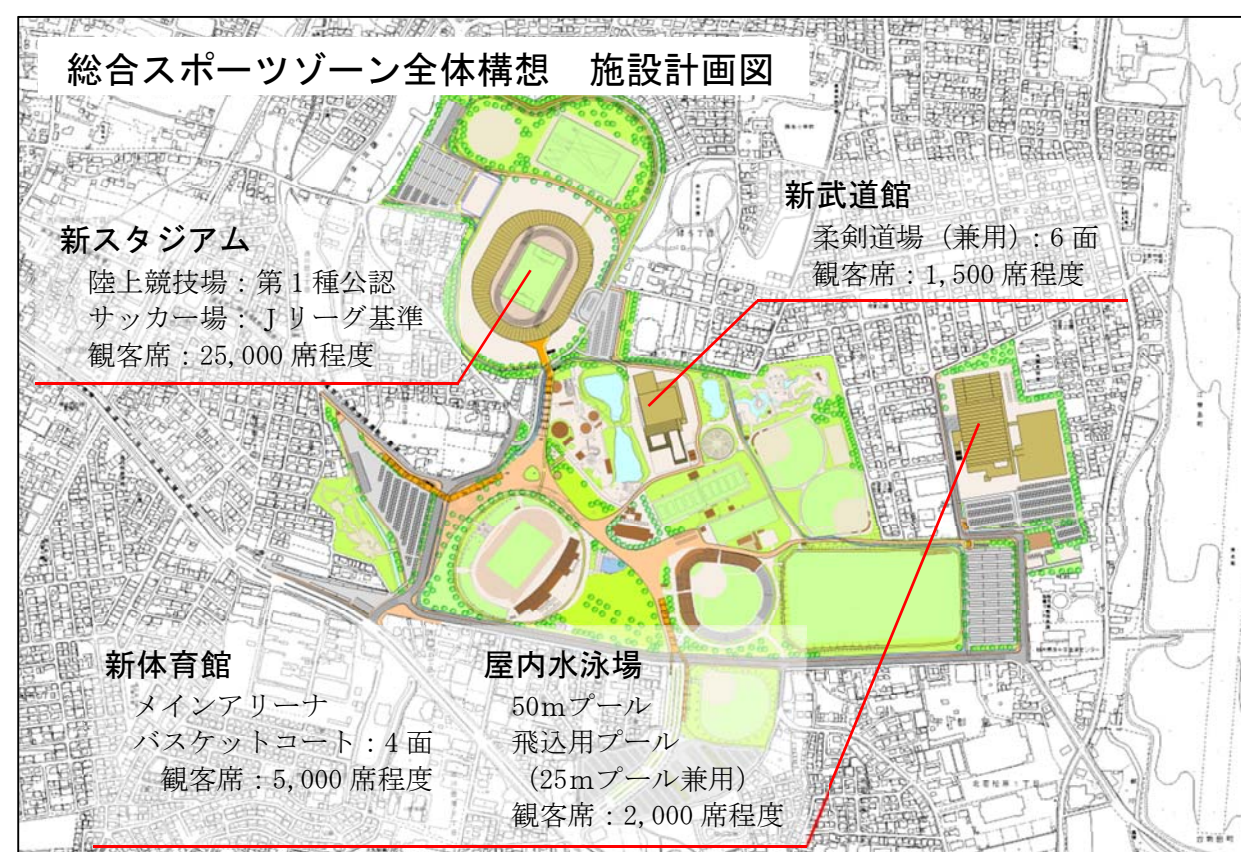 総合スポーツゾーン全体構想　施設計画図
新武道館
柔剣道場（兼用）：6 面
観客席：1,500 席程度
新スタジアム
陸上競技場：第１種公認
サッカー場：Ｊリーグ基準
観客席：25,000 席程度
新体育館
メインアリーナ
バスケットコート：4 面
観客席：5,000 席程度
屋内水泳場
50ｍプール
飛込用プール
（25ｍプール兼用）
観客席：2,000 席程度